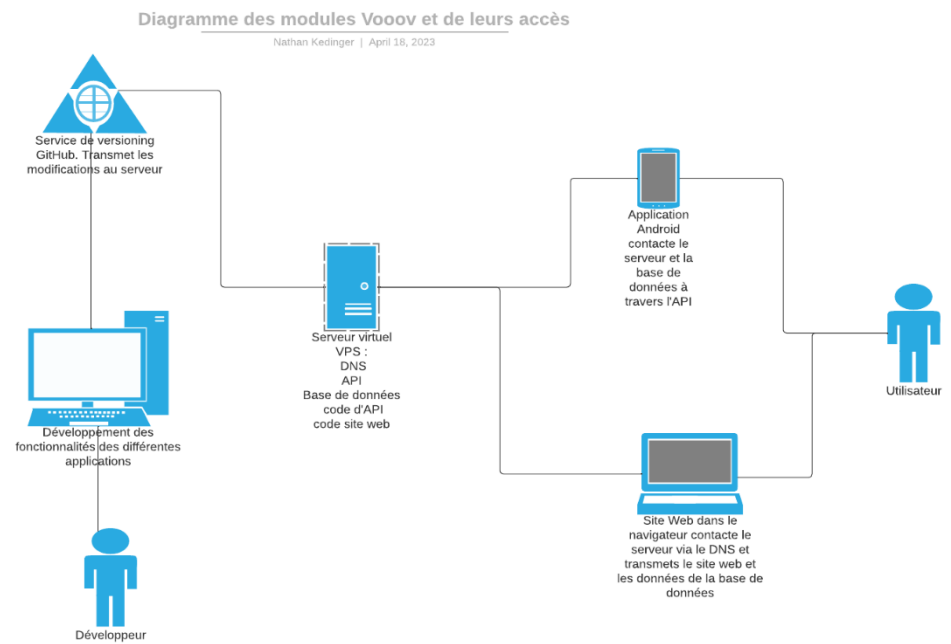 Diagramme des modules Vooov et de leurs accès
Nathan Kedinger | April 18, 2023
Service de versioning
GitHub. Transmet les
modifications au serveur
Application
Android
contacte le
serveur et la
base de
données à
travers l'API
Serveur virtuel
VPS :
DNS
API
Base de données
code d'API
code site web
Utilisateur
Développement des
fonctionnalités des différentes
applications
Site Web dans le
navigateur contacte le
serveur via le DNS et
transmets le site web et
les données de la base de
données
Développeur